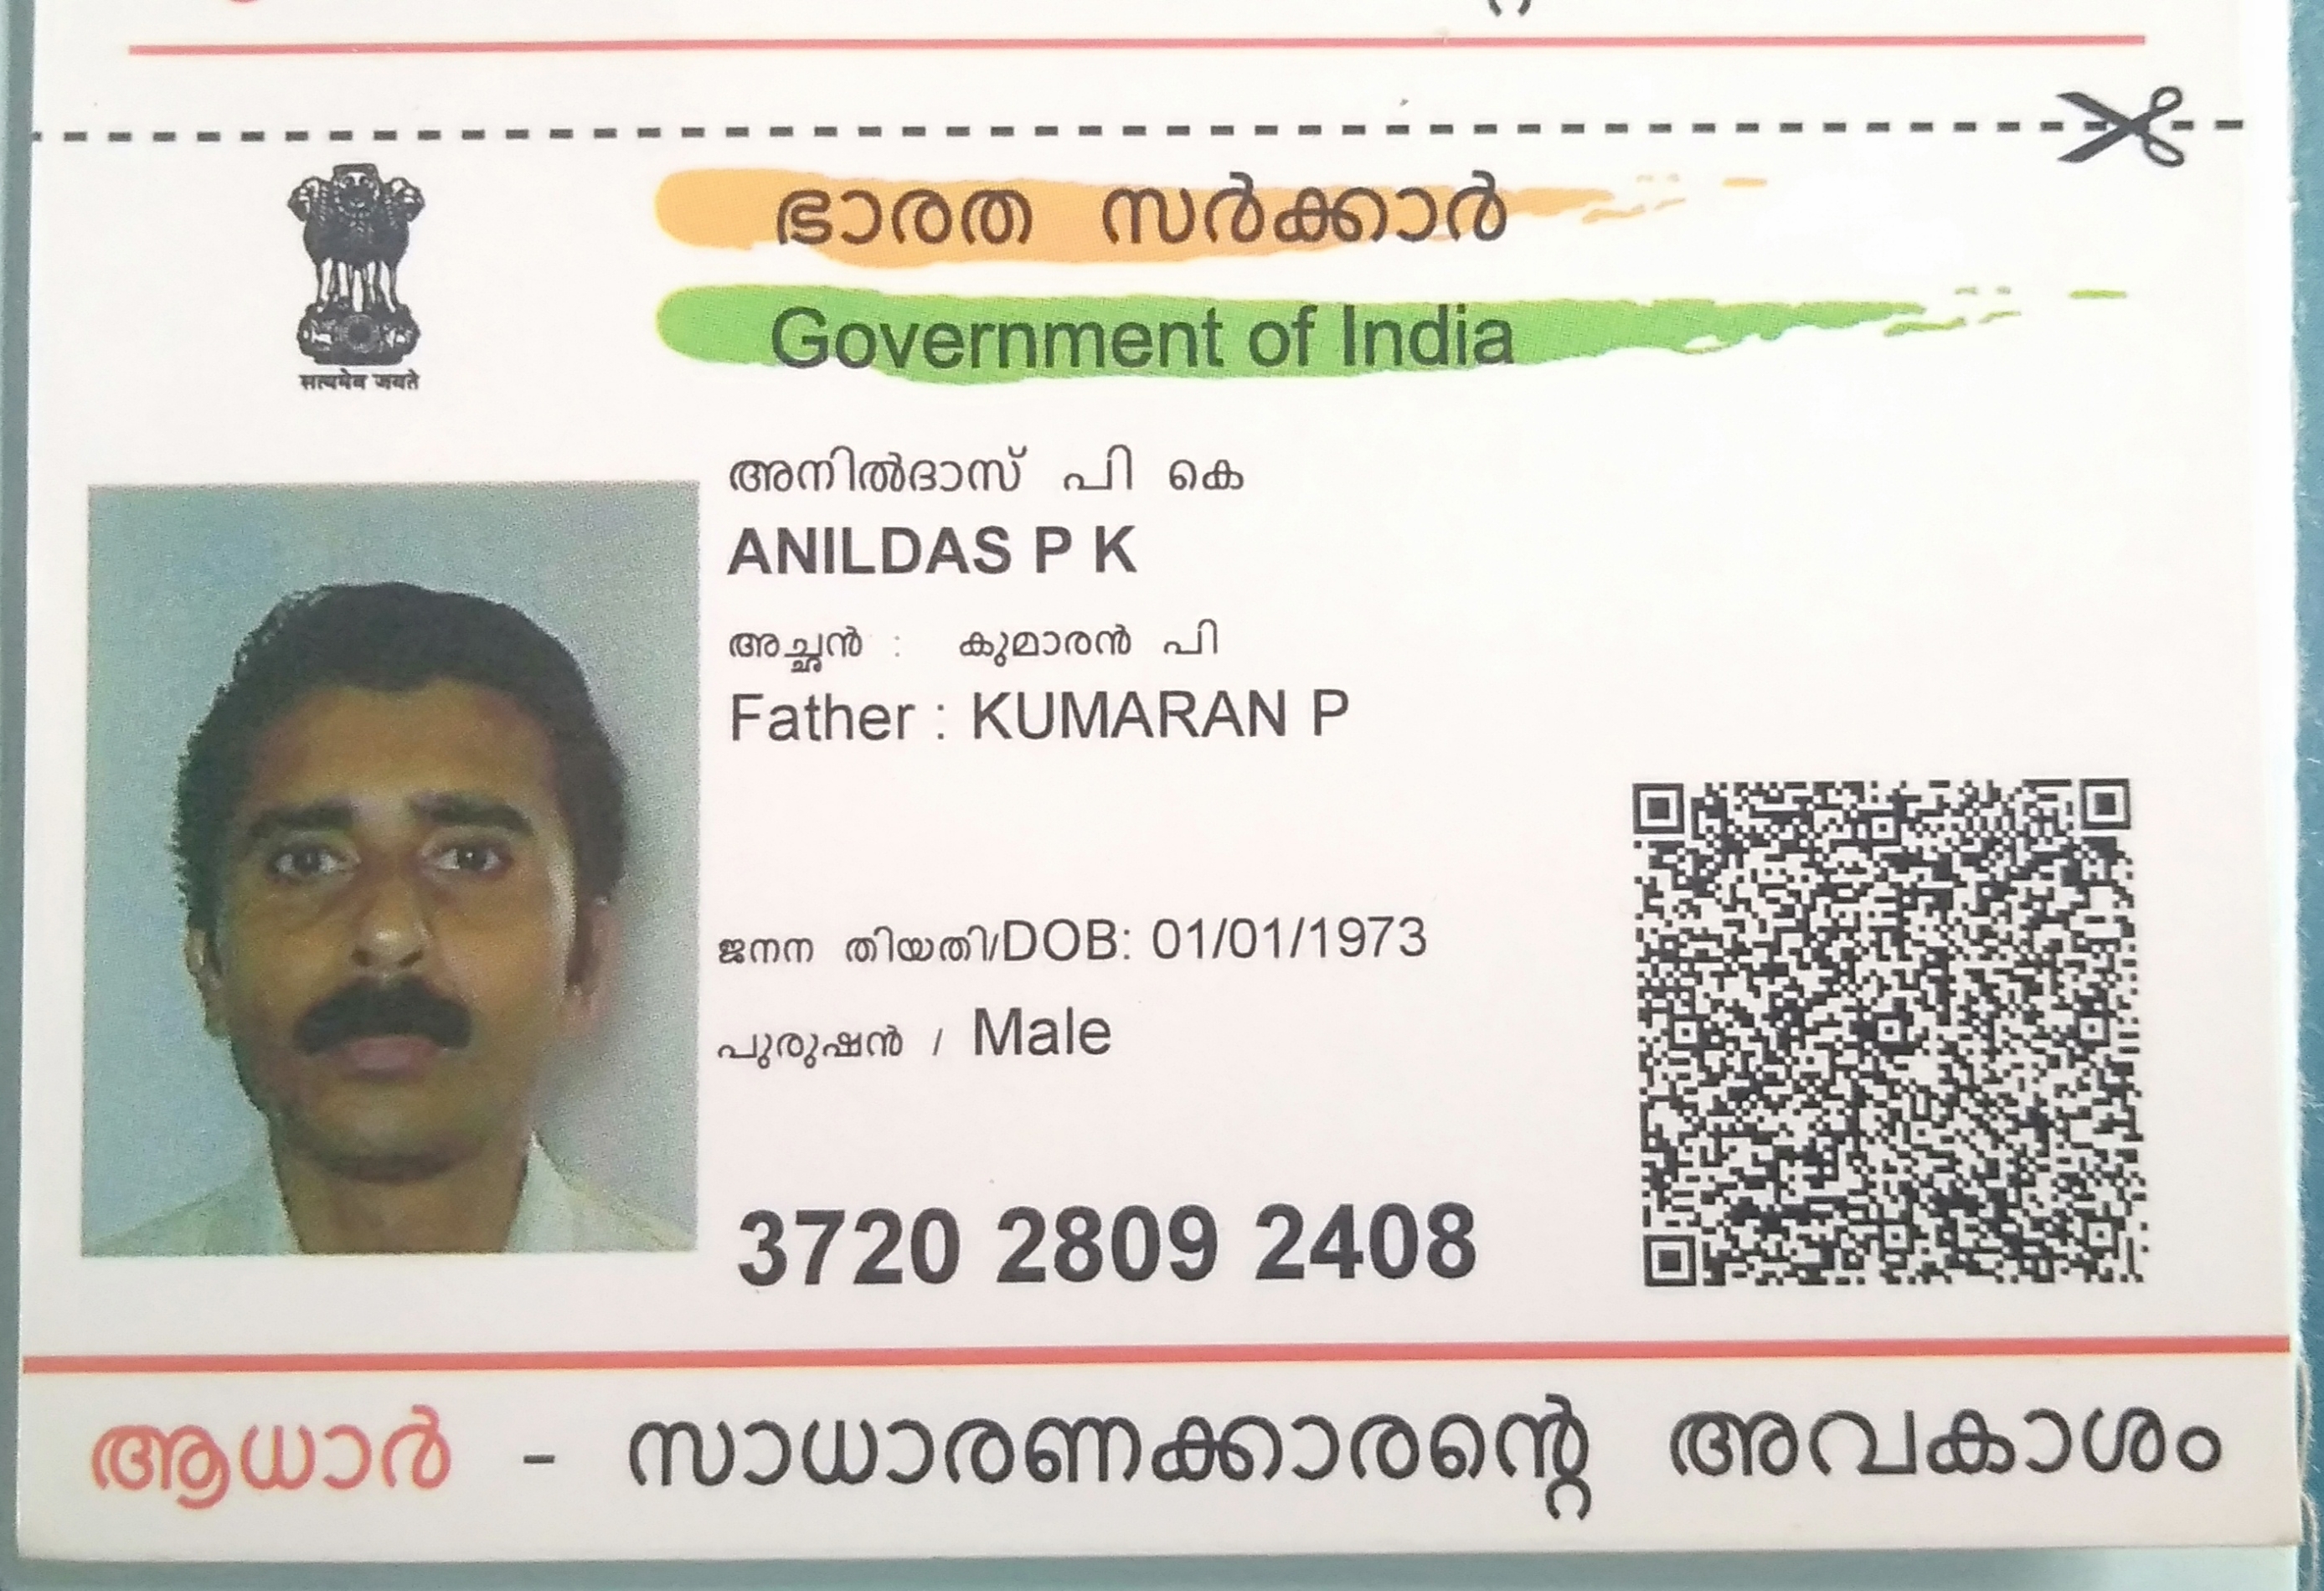 ഭാരത സർക്കാർ
Government of India
सत्यमेव जयते
അനിൽദാസ് പി കെ
ANILDAS P K
അച്ഛൻ : കുമാരൻ പി
Father : KUMARAN P
ജനന തിയതി/DOB: 01/01/1973
പുരുഷൻ / Male
3720 2809 2408
ആധാർ - സാധാരണക്കാരന്റെ അവകാശം